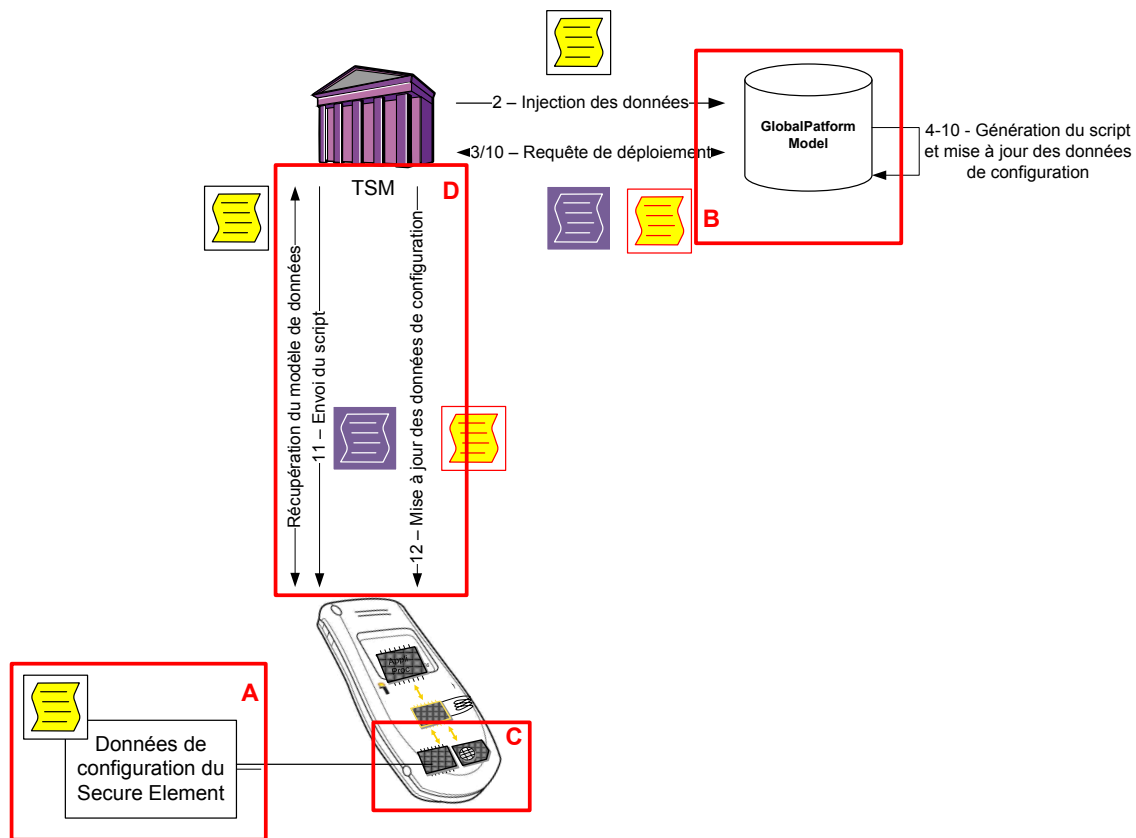 2 – Injection des données
GlobalPatform
Model
4-10 - Génération du script
et mise à jour des données
de configuration
3/10 – Requête de déploiement
TSM
D
B
Récupération du modèle de données
11 – Envoi du script
12 – Mise à jour des données de configuration
Appli
Proc
A
C
Données de
configuration du
Secure Element